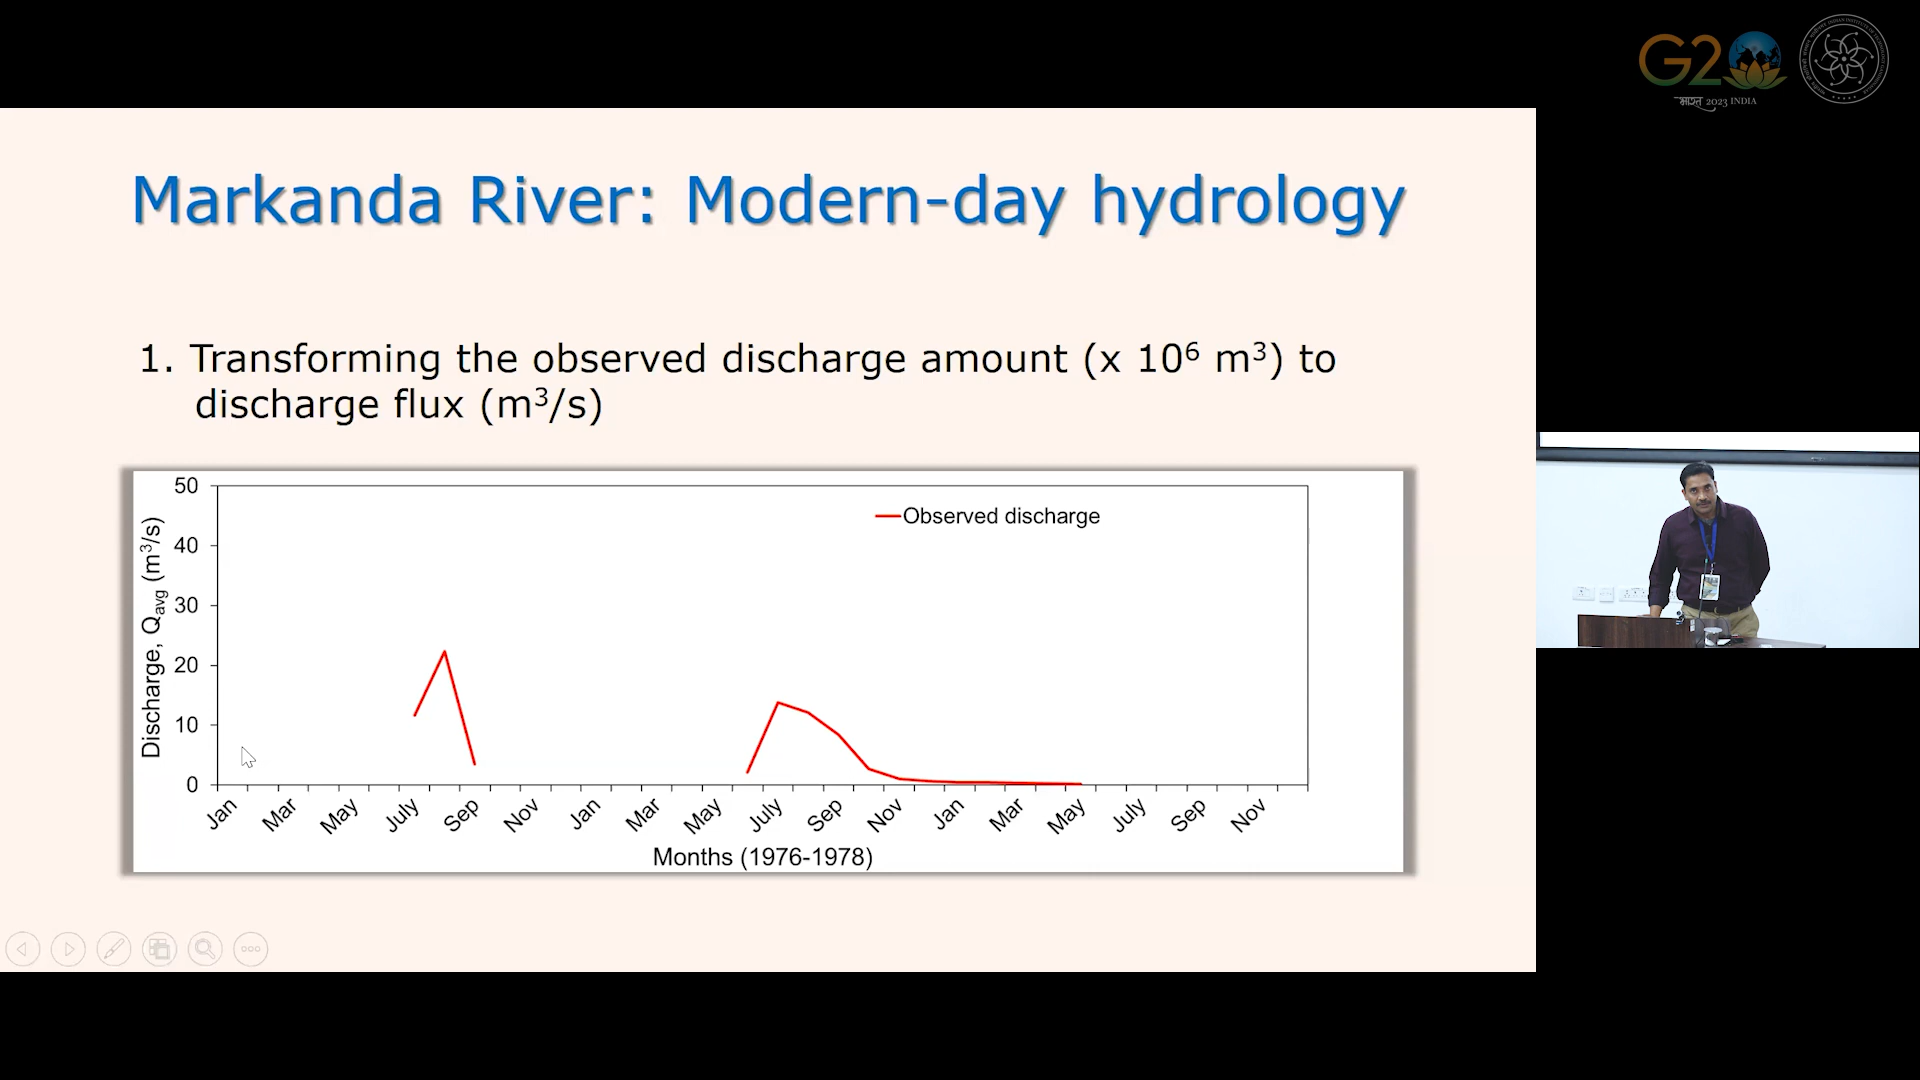 G20
भारत 2023 INDIA
Markanda River: Modern-day hydrology
1. Transforming the observed discharge amount (x 10⁶ m³) to
discharge flux (m³/s)
Discharge, Qavg (m³/s)
50
40
30
20
10
0
Observed discharge
Jan Mar May July Sep Nov Jan Mar May July Sep Nov Jan Mar May July Sep Nov
Months (1976-1978)